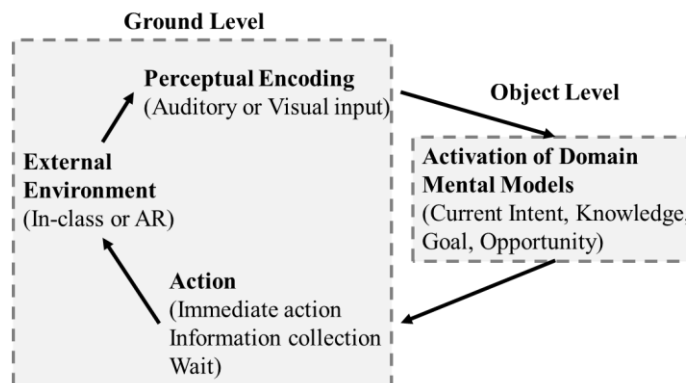 Ground Level
Perceptual Encoding
(Auditory or Visual input)
Object Level
External
Environment
(In-class or AR)
Activation of Domain
Mental Models
(Current Intent, Knowledge,
Goal, Opportunity)
Action
(Immediate action
Information collection
Wait)